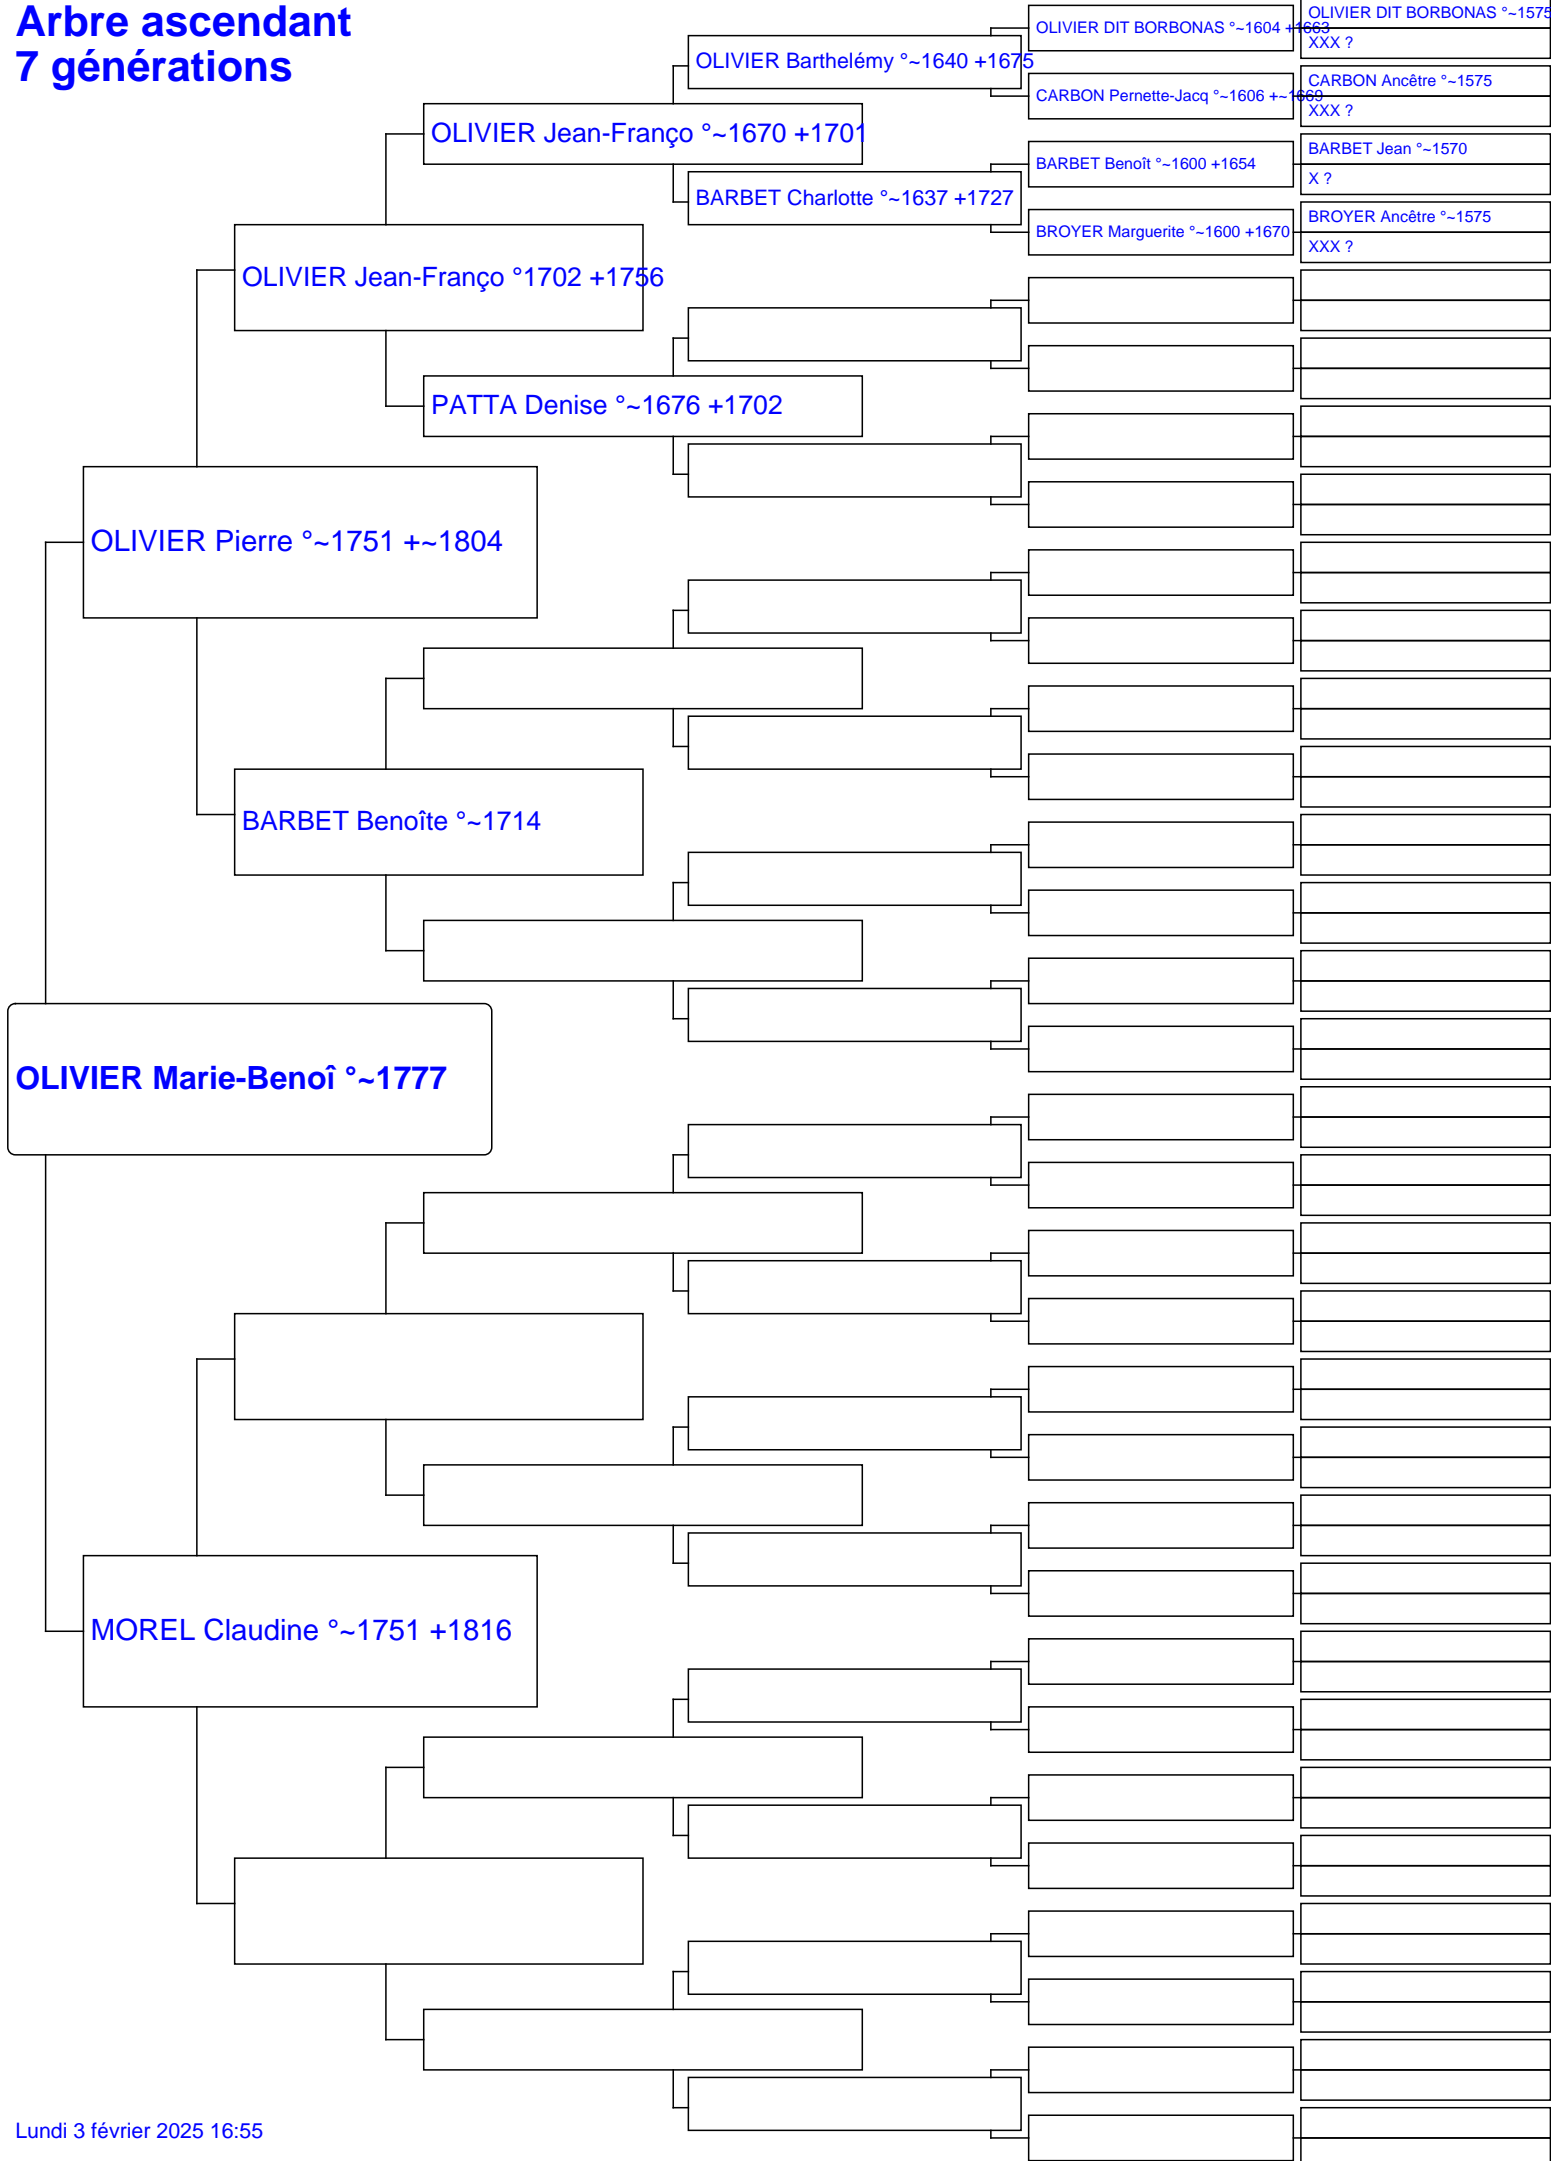 Arbre ascendant
7 générations
OLIVIER DIT BORBONAS °~1575
XXX ?
OLIVIER DIT BORBONAS °~1604 +1663
OLIVIER Barthelémy °~1640 +1675
CARBON Ancêtre °~1575
XXX ?
CARBON Pernette-Jacq °~1606 +~1669
OLIVIER Jean-Franço °~1670 +1701
BARBET Jean °~1570
X ?
BARBET Benoît °~1600 +1654
BARBET Charlotte °~1637 +1727
BROYER Ancêtre °~1575
XXX ?
BROYER Marguerite °~1600 +1670
OLIVIER Jean-Franço °1702 +1756
PATTA Denise °~1676 +1702
OLIVIER Pierre °~1751 +~1804
BARBET Benoîte °~1714
OLIVIER Marie-Benoî °~1777
MOREL Claudine °~1751 +1816
Lundi 3 février 2025 16:55